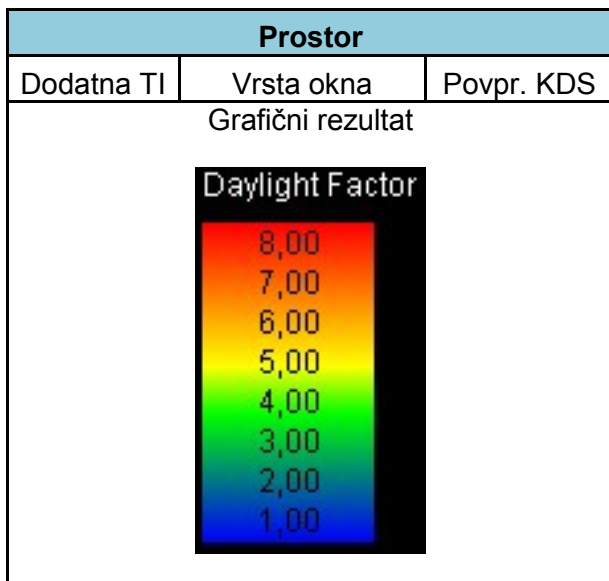 Prostor
Dodatna TI Vrsta okna Povpr. KDS
Grafični rezultat
Daylight Factor
8,00
7,00
6,00
5,00
4,00
3,00
2,00
1,00